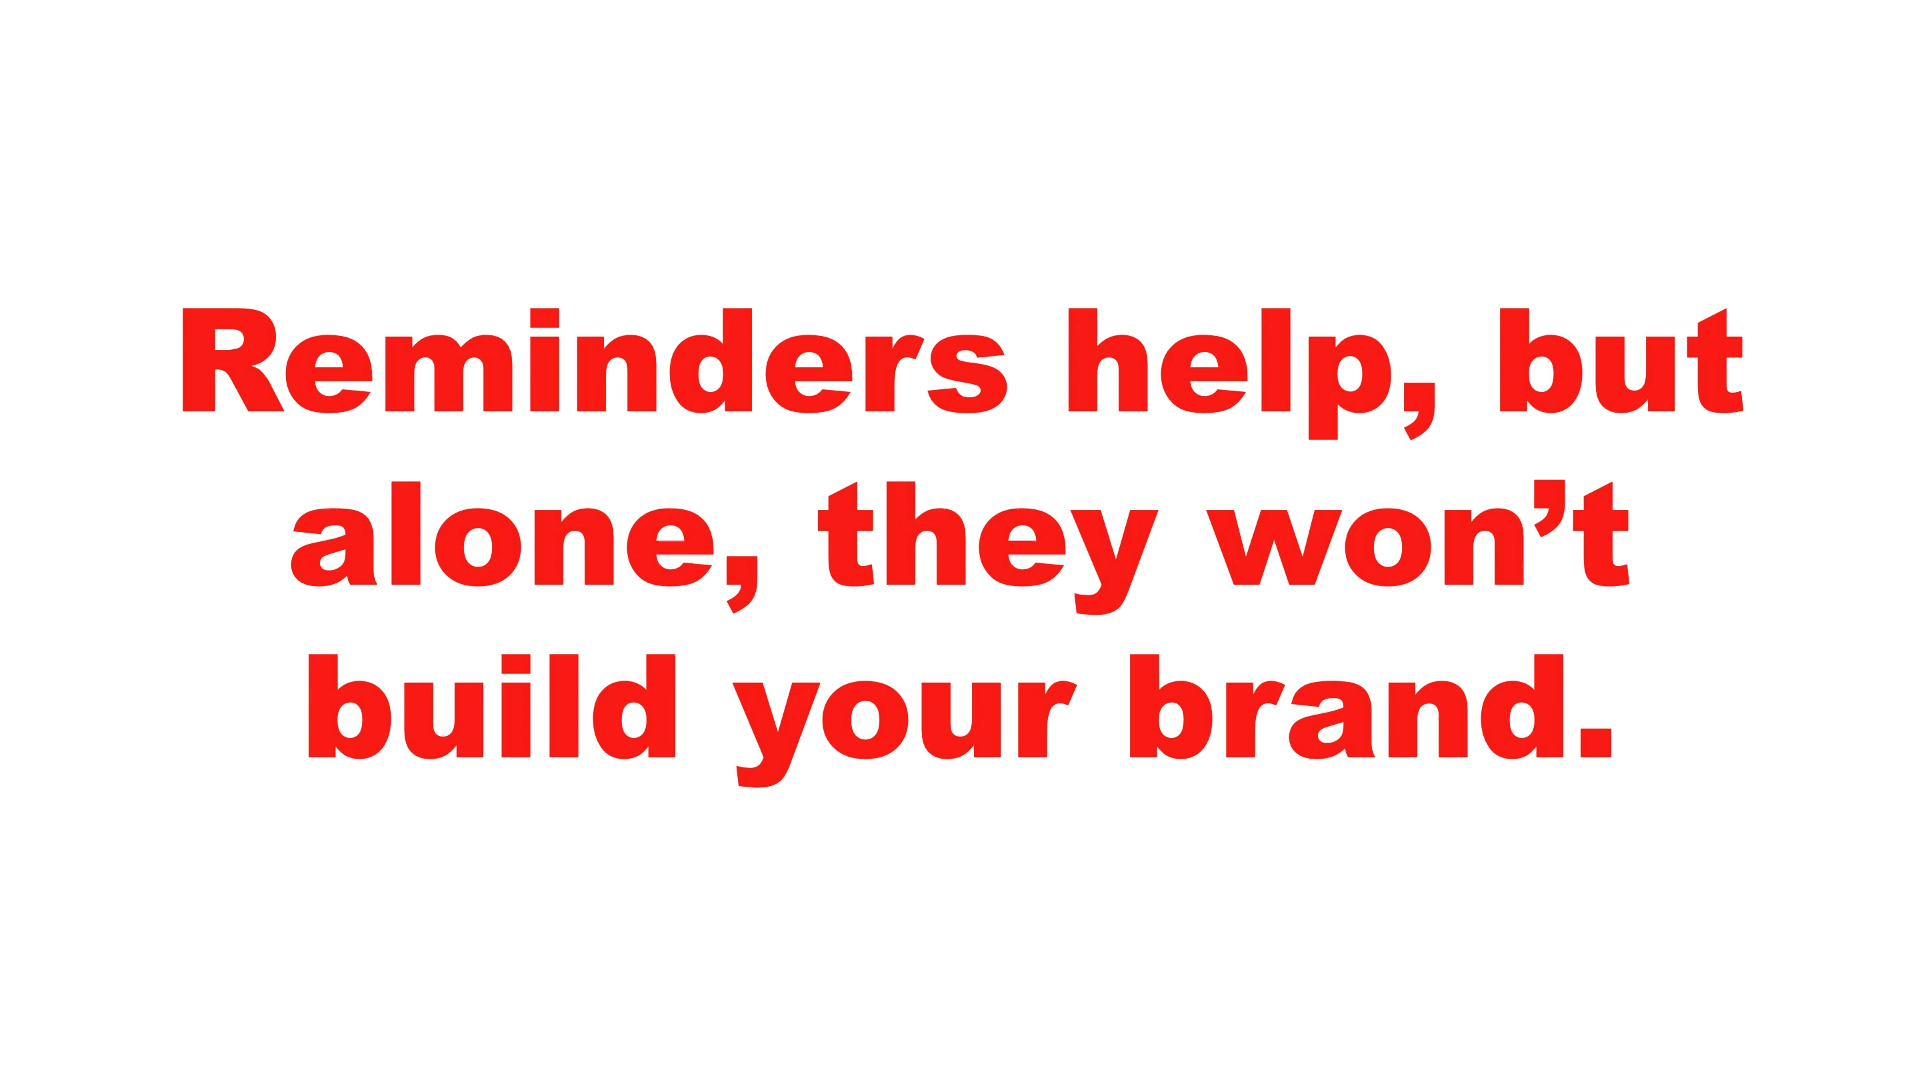 Reminders help, but
alone, they won’t
build your brand.